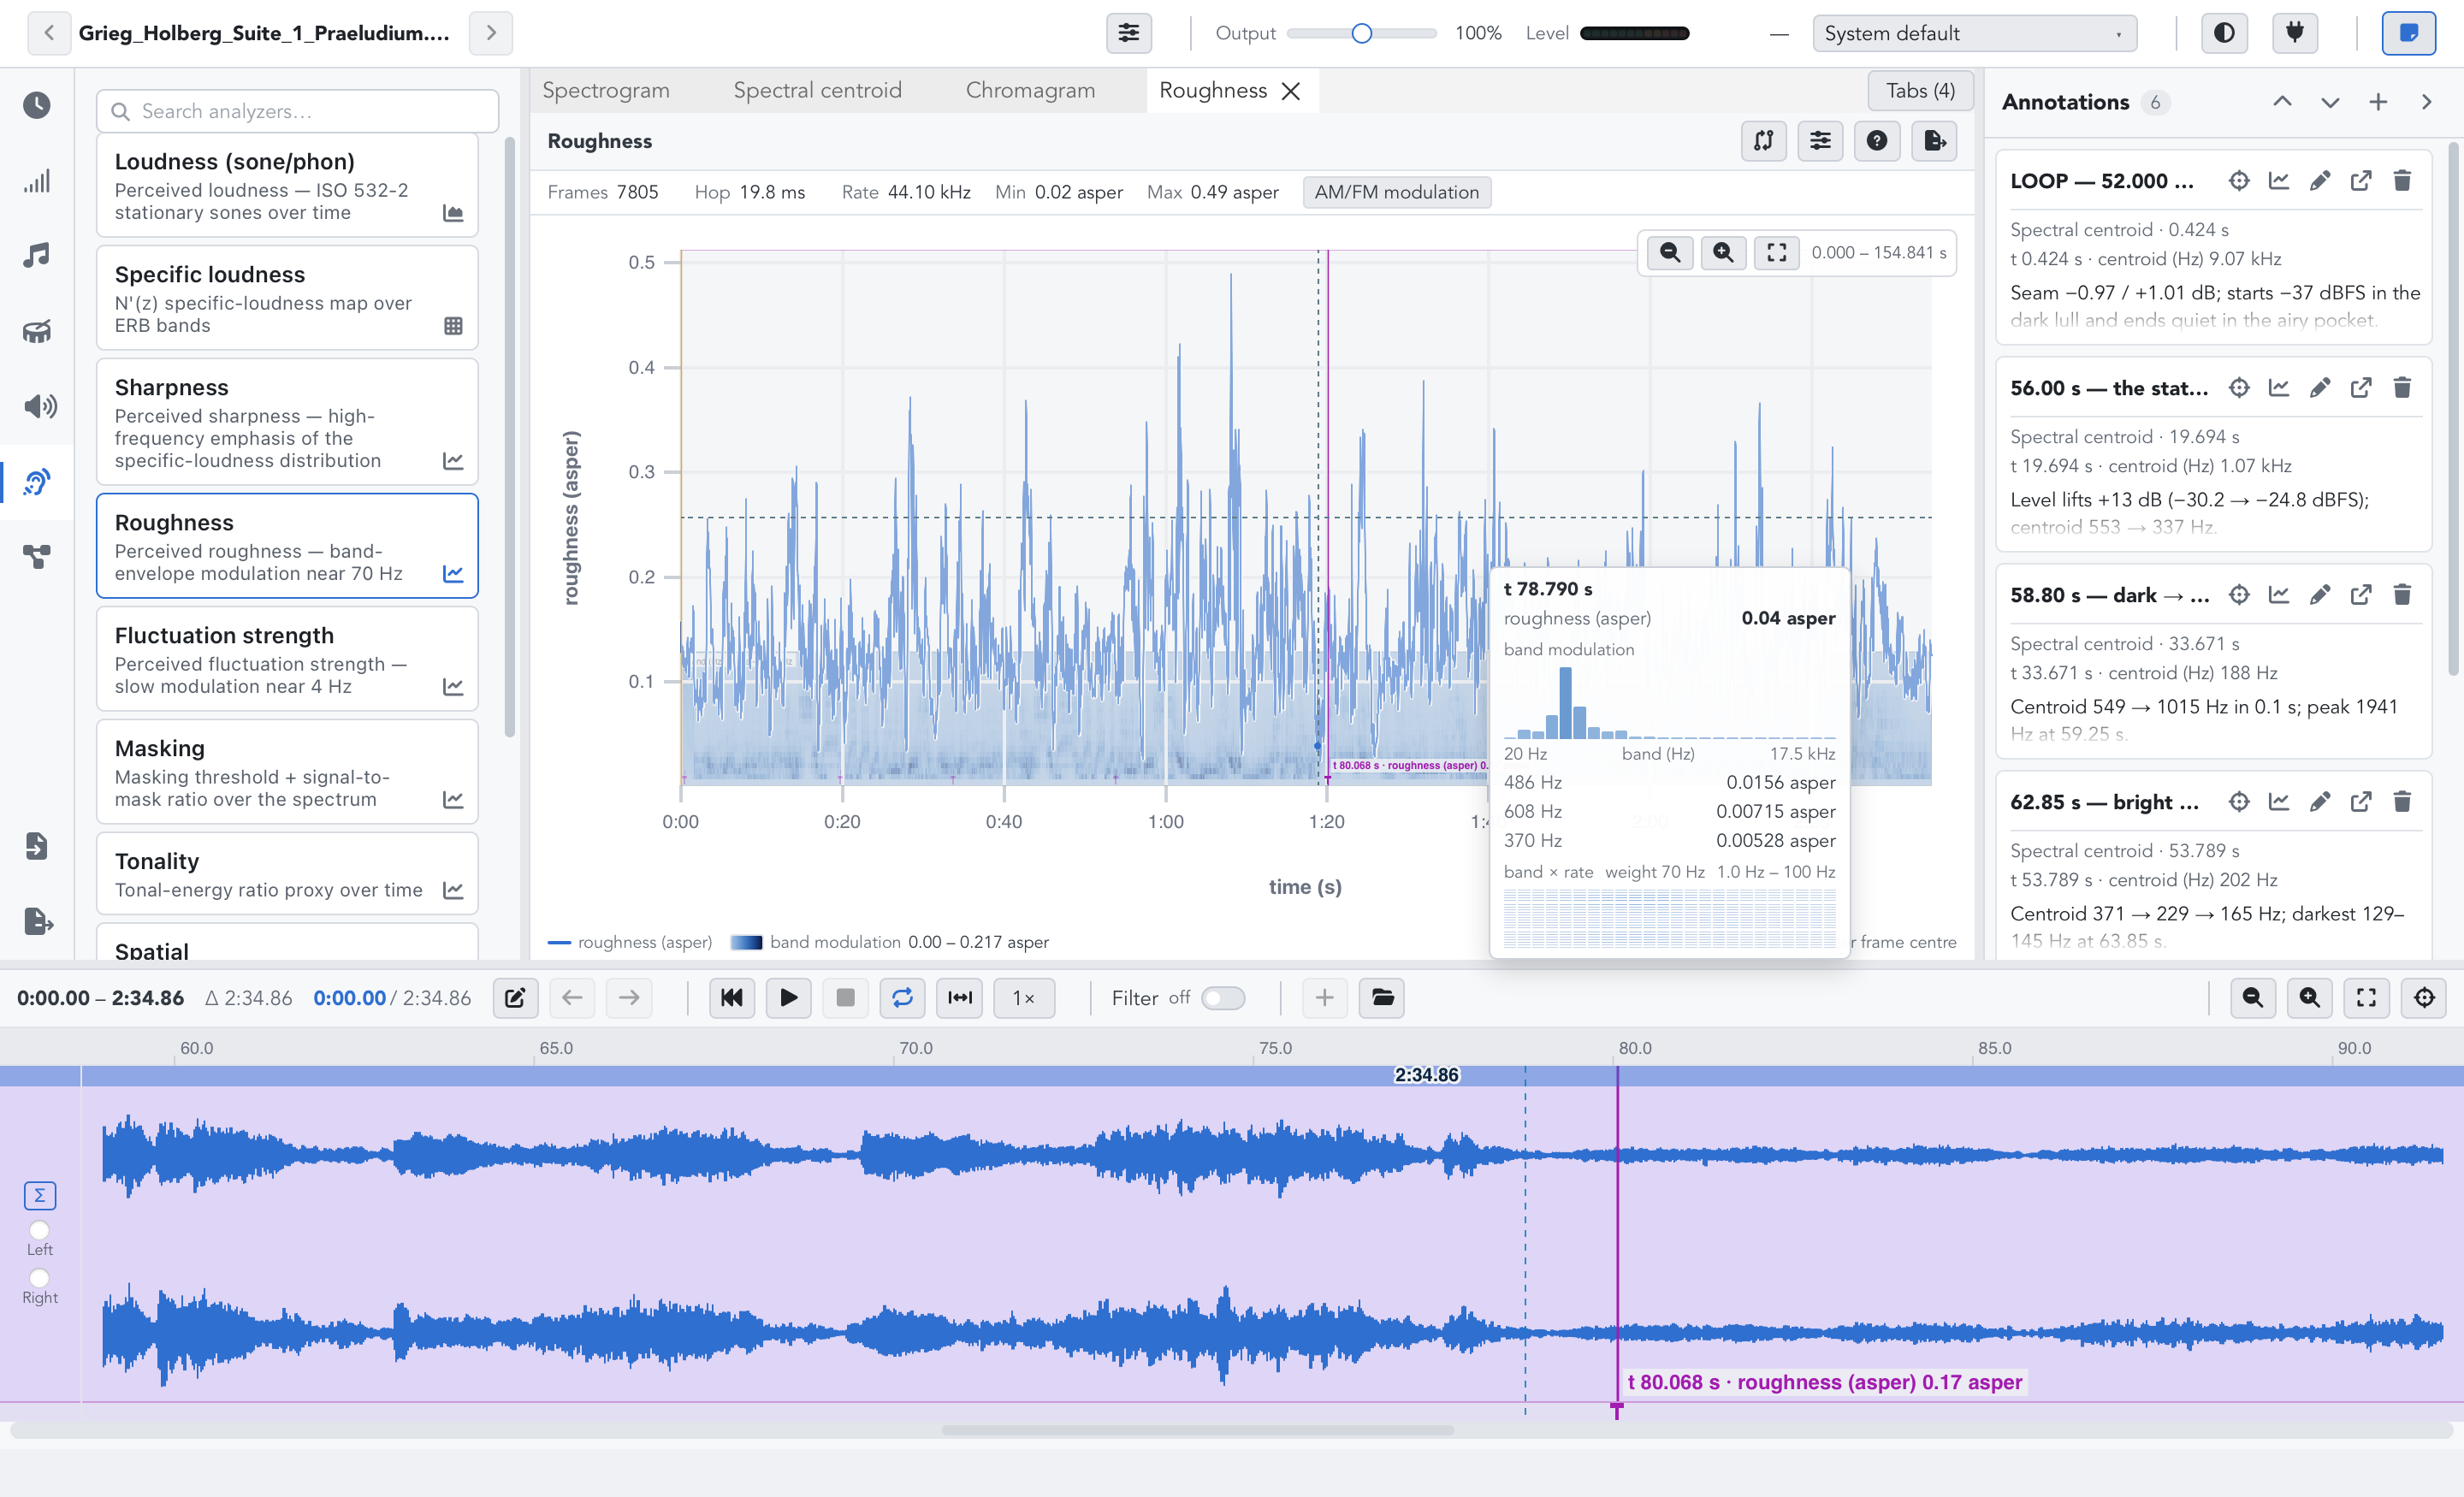 Grieg_Holberg_Suite_1_Praeludium....
Output
100%
Level
—
System default
Search analyzers…
Loudness (sone/phon)
Perceived loudness — ISO 532-2
stationary sones over time
Specific loudness
N'(z) specific-loudness map over
ERB bands
Sharpness
Perceived sharpness — high-
frequency emphasis of the
specific-loudness distribution
Roughness
Perceived roughness — band-
envelope modulation near 70 Hz
Fluctuation strength
Perceived fluctuation strength —
slow modulation near 4 Hz
Masking
Masking threshold + signal-to-
mask ratio over the spectrum
Tonality
Tonal-energy ratio proxy over time
Spatial
Spectrogram
Spectral centroid
Chromagram
Roughness
Tabs (4)
Roughness
Frames 7805 Hop 19.8 ms Rate 44.10 kHz Min 0.02 asper Max 0.49 asper AM/FM modulation
0.000 – 154.841 s
0.5
0.4
0.3
0.2
0.1
roughness (asper)
0:00
0:20
0:40
1:00
1:20
2:00
time (s)
t 80.068 s · roughness (asper) 0.
t 78.790 s
roughness (asper) 0.04 asper
band modulation
20 Hz band (Hz) 17.5 kHz
486 Hz 0.0156 asper
608 Hz 0.00715 asper
370 Hz 0.00528 asper
band × rate weight 70 Hz 1.0 Hz – 100 Hz
roughness (asper) band modulation 0.00 – 0.217 asper
r frame centre
Annotations 6
LOOP — 52.000 ...
Spectral centroid · 0.424 s
t 0.424 s · centroid (Hz) 9.07 kHz
Seam −0.97 / +1.01 dB; starts −37 dBFS in the
dark lull and ends quiet in the airy pocket.
56.00 s — the stat...
Spectral centroid · 19.694 s
t 19.694 s · centroid (Hz) 1.07 kHz
Level lifts +13 dB (−30.2 → −24.8 dBFS);
centroid 553 → 337 Hz.
58.80 s — dark → ...
Spectral centroid · 33.671 s
t 33.671 s · centroid (Hz) 188 Hz
Centroid 549 → 1015 Hz in 0.1 s; peak 1941
Hz at 59.25 s.
62.85 s — bright ...
Spectral centroid · 53.789 s
t 53.789 s · centroid (Hz) 202 Hz
Centroid 371 → 229 → 165 Hz; darkest 129–
145 Hz at 63.85 s.
0:00.00 – 2:34.86 Δ 2:34.86 0:00.00 / 2:34.86
1×
Filter off
60.0
65.0
70.0
75.0
80.0
85.0
90.0
2:34.86
Σ
Left
Right
t 80.068 s · roughness (asper) 0.17 asper